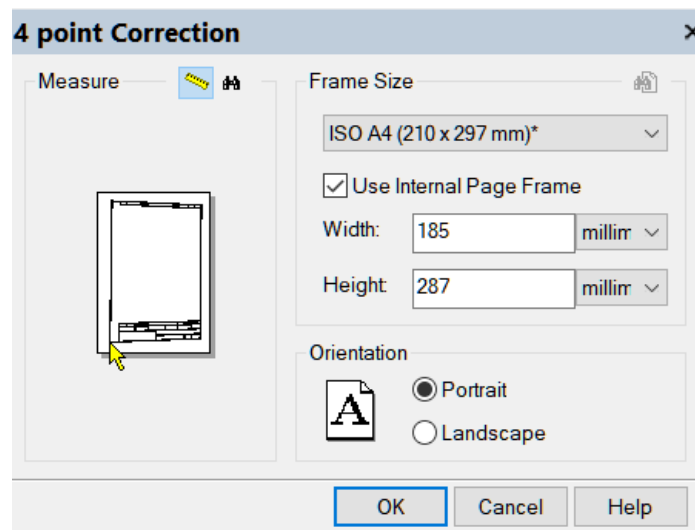 4 point Correction
Measure
Frame Size
ISO A4 (210 x 297 mm)*
Use Internal Page Frame
Width: 185 millim
Height: 287 millim
Orientation
A
Portrait
Landscape
OK Cancel Help